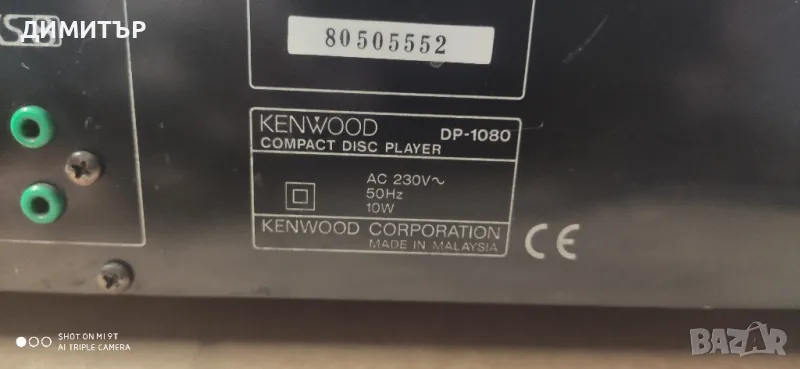 ДИМИТЪР
80505552
KENWOOD DP-1080
COMPACT DISC PLAYER
AC 230V~
50Hz
10W
KENWOOD CORPORATION
MADE IN MALAYSIA
CE
SHOT ON MI 9T
AI TRIPLE CAMERA
BAZAR